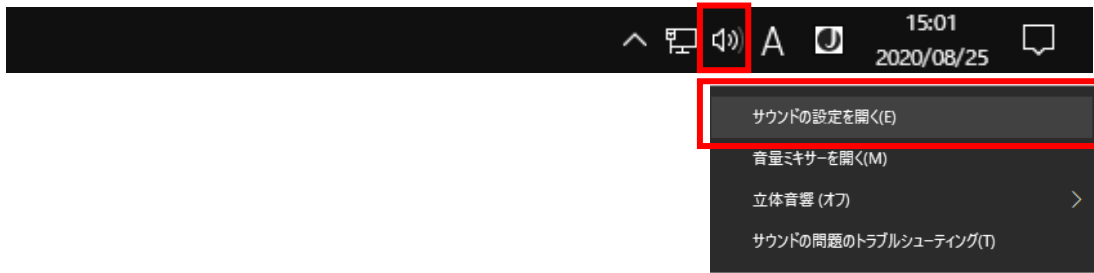 A J 15:01
2020/08/25
サウンドの設定を開く(E)
音量ミキサーを開く(M)
立体音響 (オフ)
サウンドの問題のトラブルシューティング(T)